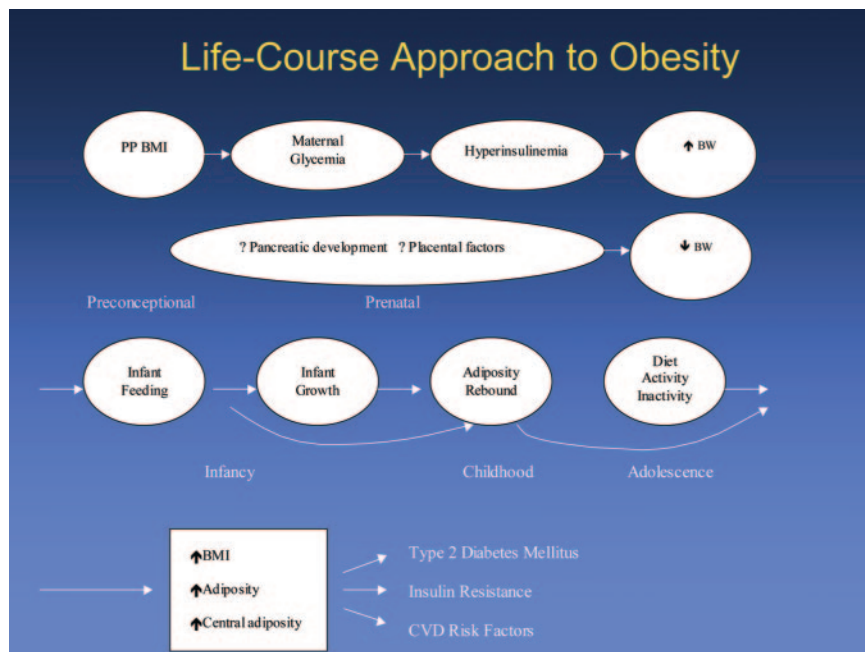 Life-Course Approach to Obesity
PP BMI
Maternal
Glycemia
Hyperinsulinemia
↑ BW
? Pancreatic development ? Placental factors
↓ BW
Preconceptional
Prenatal
Infant
Feeding
Infant
Growth
Adiposity
Rebound
Diet
Activity
Inactivity
Infancy
Childhood
Adolescence
↑BMI
↑Adiposity
↑Central adiposity
Type 2 Diabetes Mellitus
Insulin Resistance
CVD Risk Factors